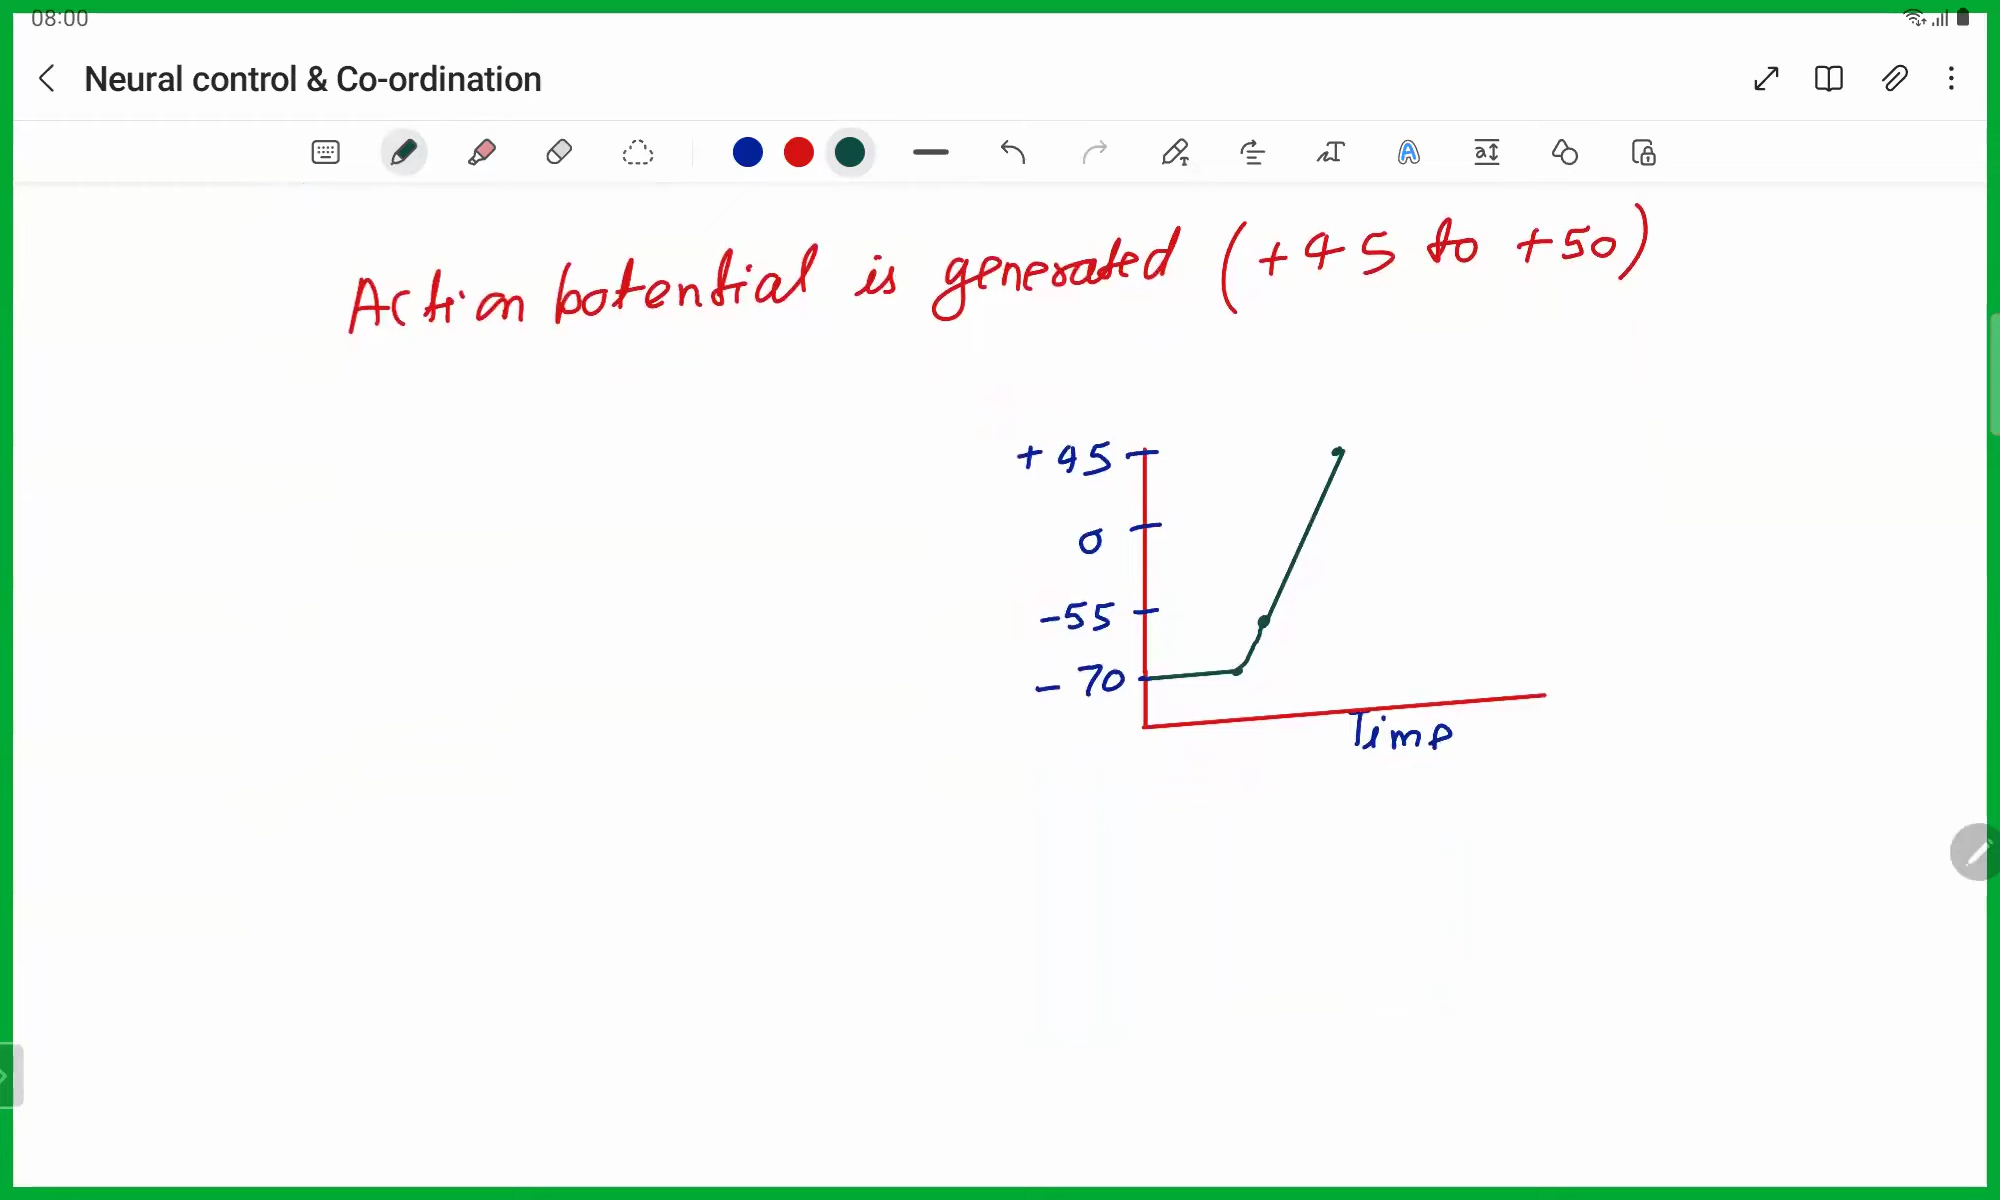 08:00
Neural control & Co-ordination
Action potential is generated (+45 to +50)
+45
0
-55
-70
Time